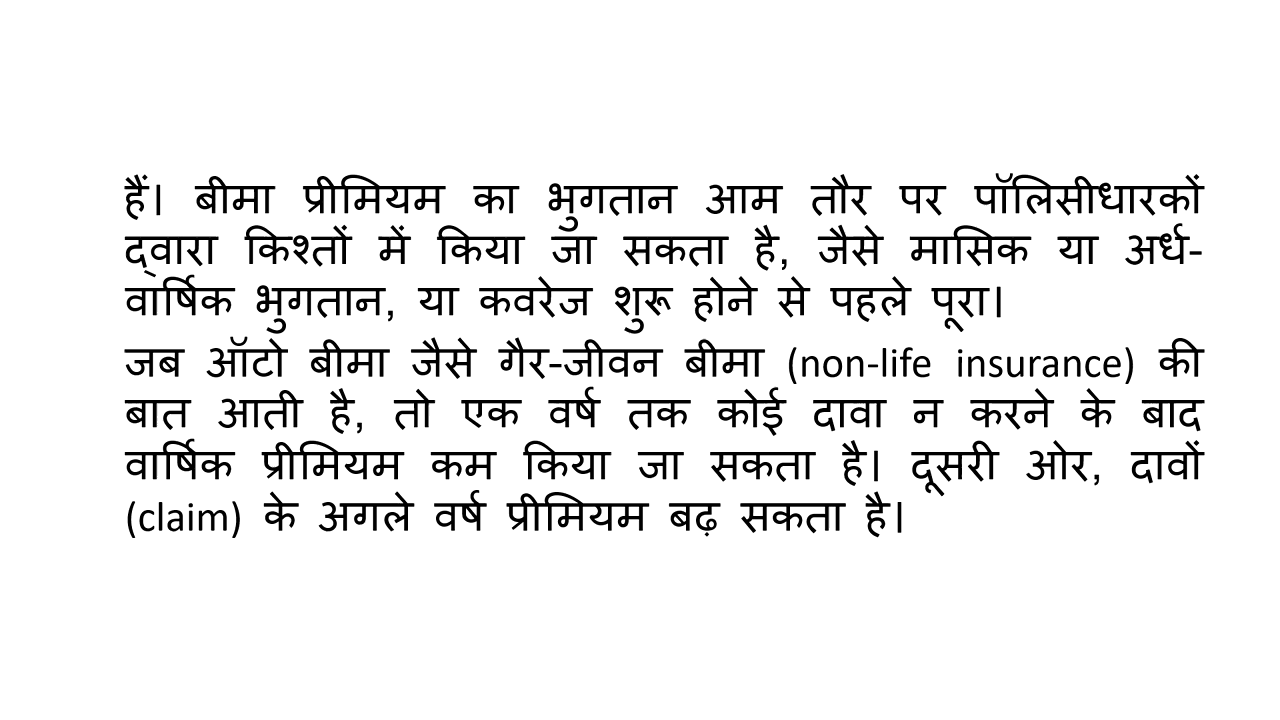 हैं। बीमा प्रीमियम का भुगतान आम तौर पर पॉलिसीधारकों
द्वारा किश्तों में किया जा सकता है, जैसे मासिक या अर्ध-
वार्षिक भुगतान, या कवरेज शुरू होने से पहले पूरा।
जब ऑटो बीमा जैसे गैर-जीवन बीमा (non-life insurance) की
बात आती है, तो एक वर्ष तक कोई दावा न करने के बाद
वार्षिक प्रीमियम कम किया जा सकता है। दूसरी ओर, दावों
(claim) के अगले वर्ष प्रीमियम बढ़ सकता है।